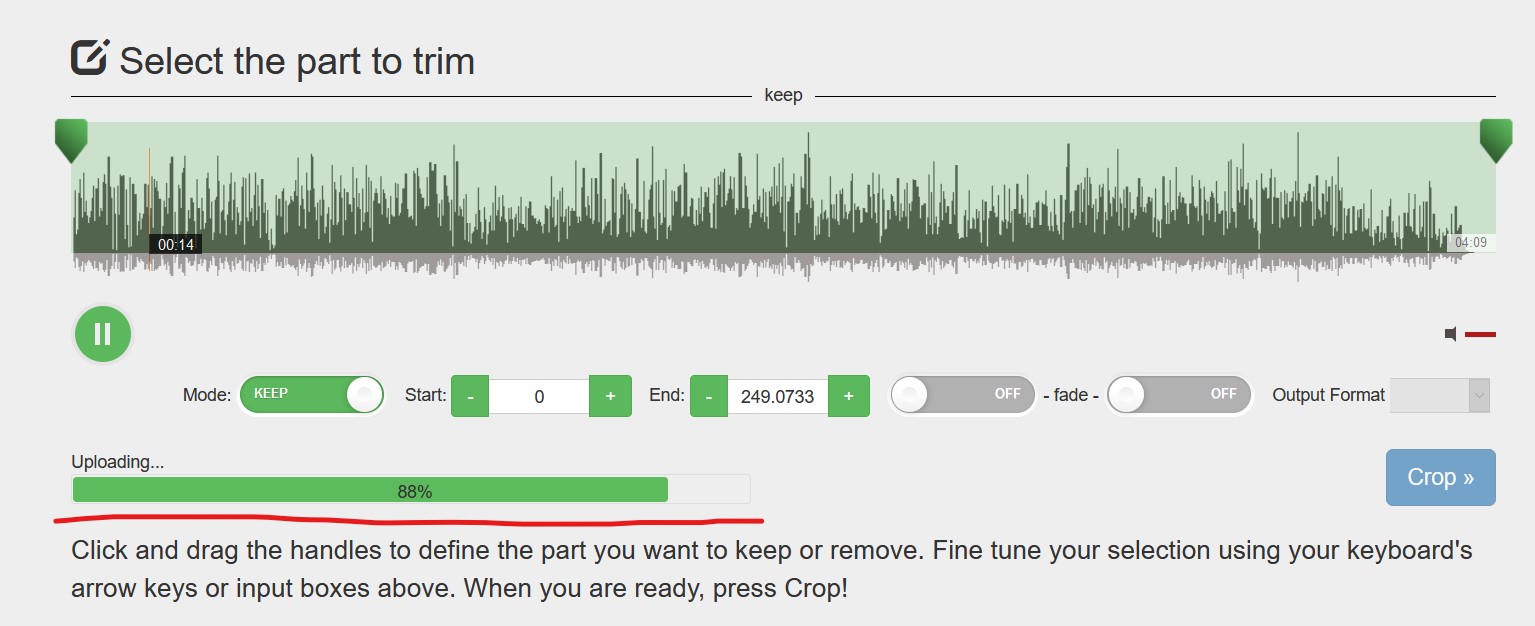 Select the part to trim
keep
00:14
04:09
Mode: KEEP Start: - 0 + End: - 249.0733 + OFF - fade - OFF Output Format
Uploading...
88%
Crop »
Click and drag the handles to define the part you want to keep or remove. Fine tune your selection using your keyboard's
arrow keys or input boxes above. When you are ready, press Crop!